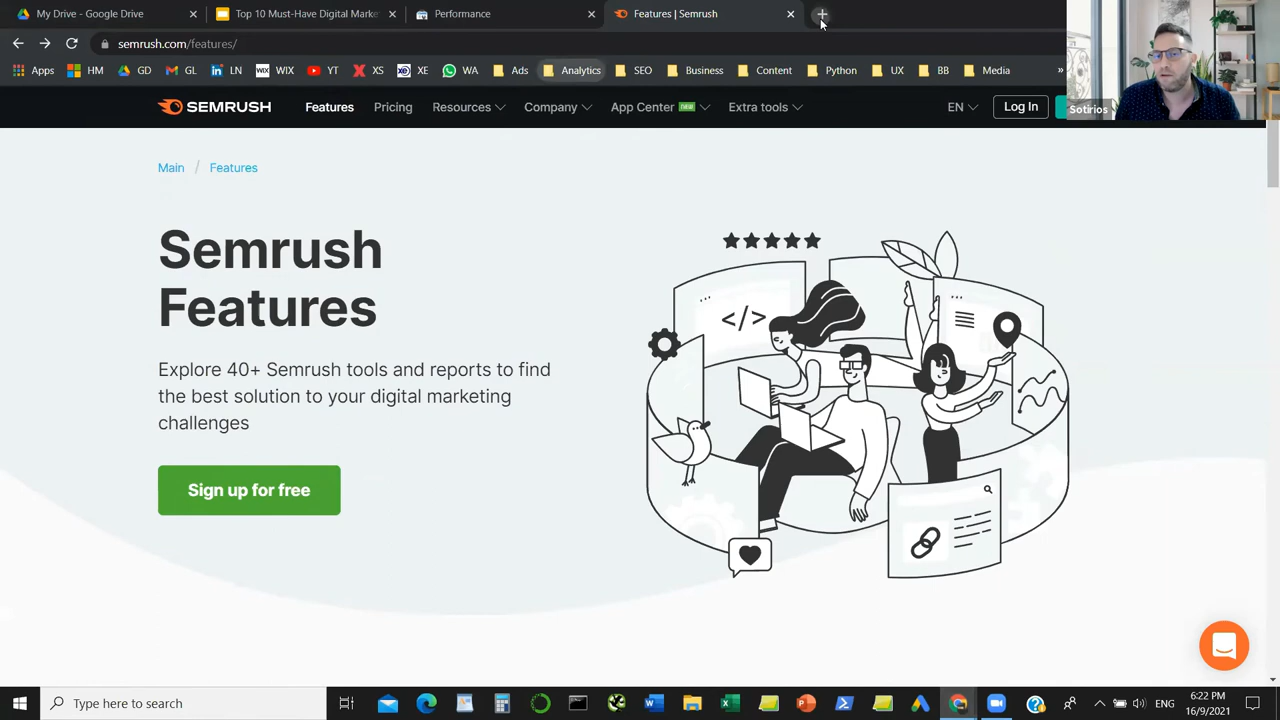 My Drive - Google Drive
Top 10 Must-Have Digital Marke
Performance
Features | Semrush
semrush.com/features/
Apps
HM
GD
GL
LN
WIX
YT
XS
XE
WA
Analytics
SEO
Business
Content
Python
UX
BB
Media
»
SEMRUSH
Features
Pricing
Resources
Company
App Center NEW
Extra tools
EN
Log In
Sotirios
Main / Features
Semrush
Features
Explore 40+ Semrush tools and reports to find
the best solution to your digital marketing
challenges
Sign up for free
</>
Type here to search
ENG
6:22 PM
16/9/2021